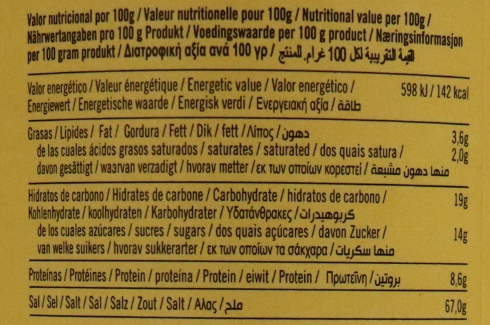 Valor nutricional por 100g / Valeur nutritionelle pour 100g / Nutritional value per 100g /
Nährwertangaben pro 100 g Produkt / Voedingswaarde per 100 g product / Næringsinformasjon
per 100 gram produkt / Διατροφική αξία ανά 100 γρ / القيمة التقريبية لكل 100 غرام للمنتج
Valor energético / Valeur énergétique / Energetic value / Valor energético / 598 kJ / 142 kcal
Energiewert / Energetische waarde / Energisk verdi / Ενεργειακή αξία / طاقة
Grasas / Lipides / Fat / Gordura / Fett / Dik / fett / Λίπος / دهون 3,6g
de las cuales ácidos grasos saturados / saturates / saturated / dos quais satura / 2,0g
davon gesättigt / waarvan verzadigt / hvorav metter / εκ των οποίων κορεστεί / منها دهون مشبعة
Hidratos de carbono / Hidrates de carbone / Carbohydrate / hidratos de carbono / 19g
Kohlenhydrate / koolhydraten / Karbohydrater / Υδατάνθρακες / كربوهيدرات
de los cuales azúcares / sucres / sugars / dos quais açúcares / davon Zucker / 14g
van welke suikers / hvorav sukkerarter / εκ των οποίων τα σάκχαρα / منها سكريات
Proteínas / Protéines / Protein / proteína / Protein / eiwit / Protein / Πρωτεΐνη / بروتين 8,6g
Sal / Sel / Salt / Sal / Salz / Zout / Salt / Αλας / ملح 67,0g